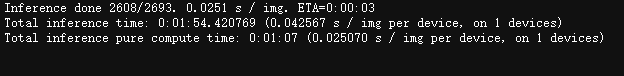 Inference done 2608/2693. 0.0251 s / img. ETA=0:00:03
Total inference time: 0:01:54.420769 (0.042567 s / img per device, on 1 devices)
Total inference pure compute time: 0:01:07 (0.025070 s / img per device, on 1 devices)